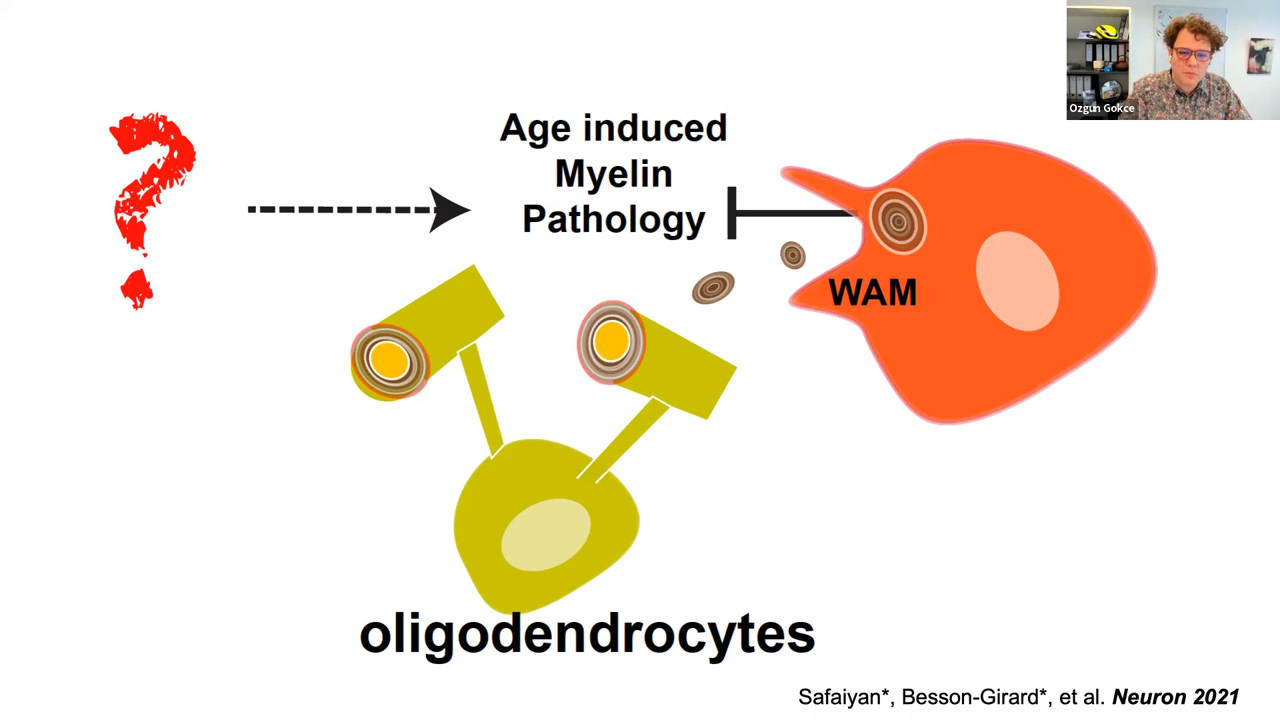 Ozgun Gokce
?
Age induced
Myelin
Pathology
WAM
oligodendrocytes
Safaiyan*, Besson-Girard*, et al. Neuron 2021